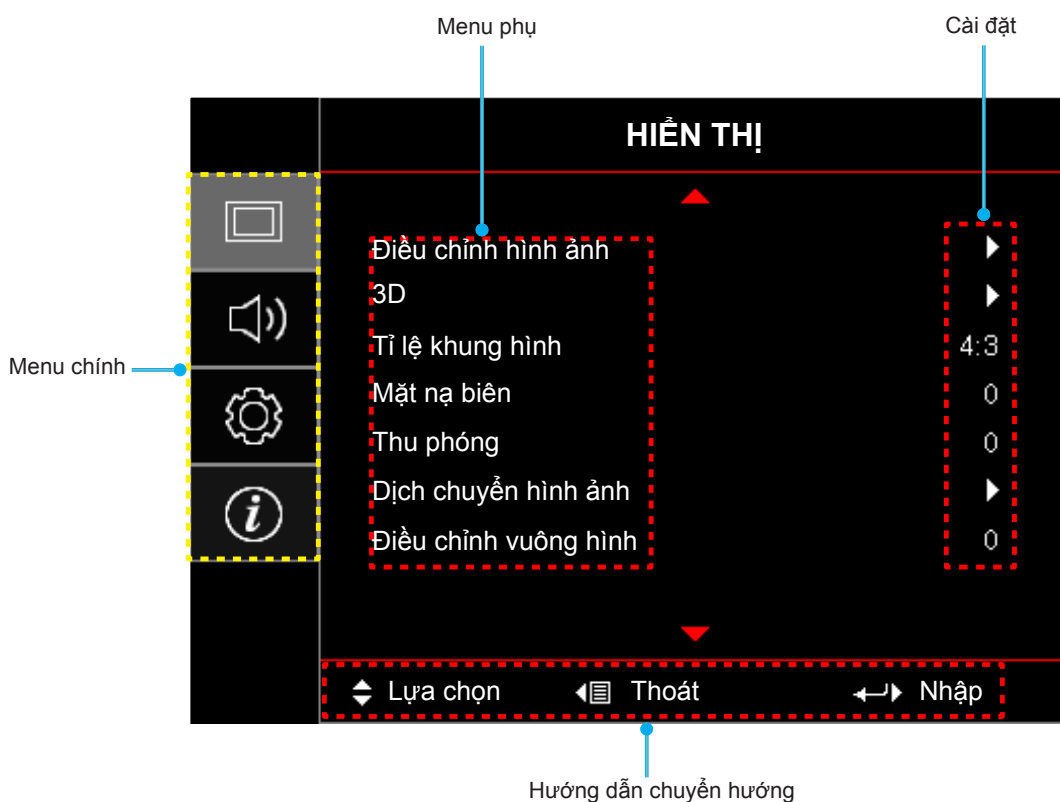 Menu phụ
Cài đặt
HIỂN THỊ
Điều chỉnh hình ảnh
3D
Tỉ lệ khung hình 4:3
Mặt nạ biên 0
Thu phóng 0
Dịch chuyển hình ảnh
Điều chỉnh vuông hình 0
Menu chính
i
Lựa chọn Thoát Nhập
Hướng dẫn chuyển hướng